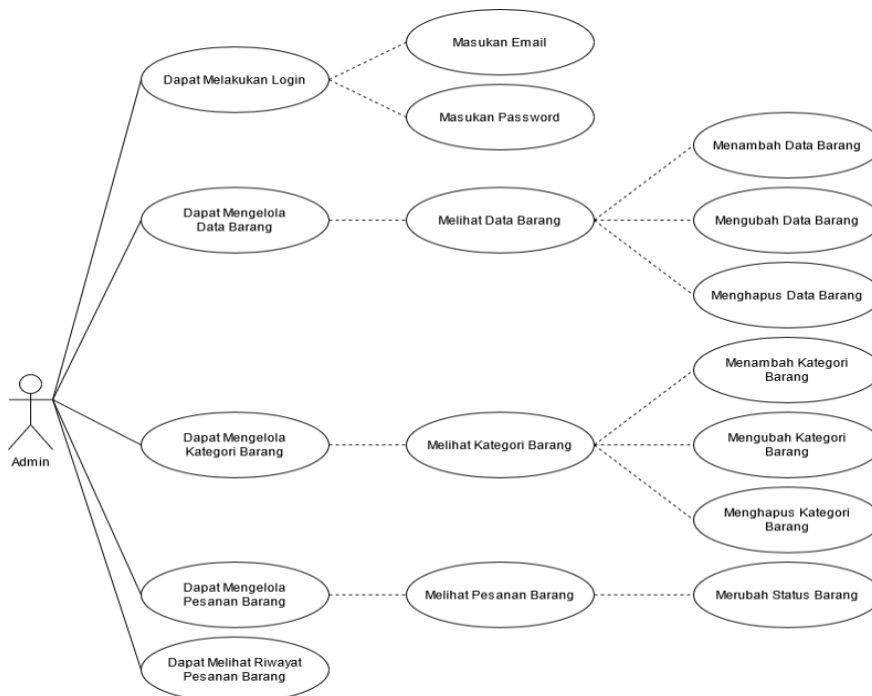 Masukan Email
Dapat Melakukan Login
Masukan Password
Menambah Data Barang
Dapat Mengelola
Data Barang
Melihat Data Barang
Mengubah Data Barang
Menghapus Data Barang
Menambah Kategori
Barang
Dapat Mengelola
Kategori Barang
Melihat Kategori Barang
Mengubah Kategori
Barang
Admin
Menghapus Kategori
Barang
Dapat Mengelola
Pesanan Barang
Melihat Pesanan Barang
Merubah Status Barang
Dapat Melihat Riwayat
Pesanan Barang